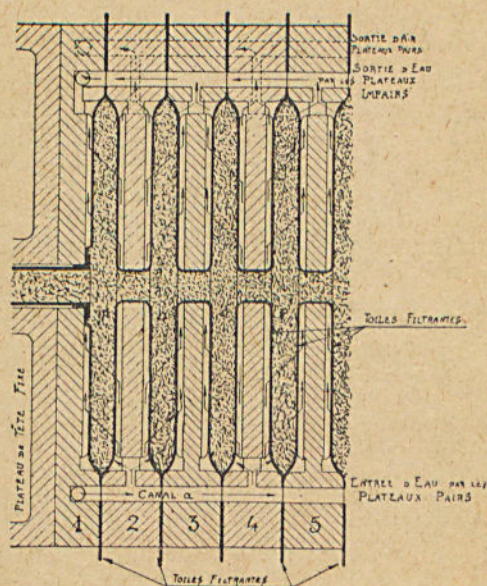 SORTIE D'AIR
PLATEAUX PAIRS
SORTIE D'EAU
PAR LES PLATEAUX
IMPAIRS
TOILES FILTRANTES
PLATEAU DE TÊTE FIXE
ENTRÉE D'EAU PAR LES
PLATEAUX PAIRS
CANAL a
1 2 3 4 5
TOILES FILTRANTES